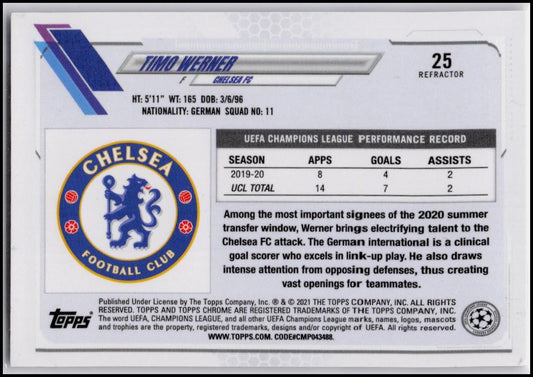 25
REFRACTOR
TIMO WERNER
F CHELSEA FC
HT: 5'11" WT: 165 DOB: 3/6/96
NATIONALITY: GERMAN SQUAD NO: 11
CHELSEA
FOOTBALL CLUB
UEFA CHAMPIONS LEAGUE PERFORMANCE RECORD
SEASON APPS GOALS ASSISTS
2019-20 8 4 2
UCL TOTAL 14 7 2
Among the most important signees of the 2020 summer
transfer window, Werner brings electrifying talent to the
Chelsea FC attack. The German international is a clinical
goal scorer who excels in link-up play. He also draws
intense attention from opposing defenses, thus creating
vast openings for teammates.
Topps
Published Under License by The Topps Company, Inc. ® & © 2021 THE TOPPS COMPANY, INC. ALL RIGHTS
RESERVED. TOPPS AND TOPPS CHROME ARE REGISTERED TRADEMARKS OF THE TOPPS COMPANY, INC.
The word UEFA, CHAMPIONS LEAGUE, and all other UEFA Champions League marks, names, logos, mascots
and trophies are the property, registered trademarks, designs and/or copyright of UEFA. All rights reserved.
WWW.TOPPS.COM. CODE#CMP043488.